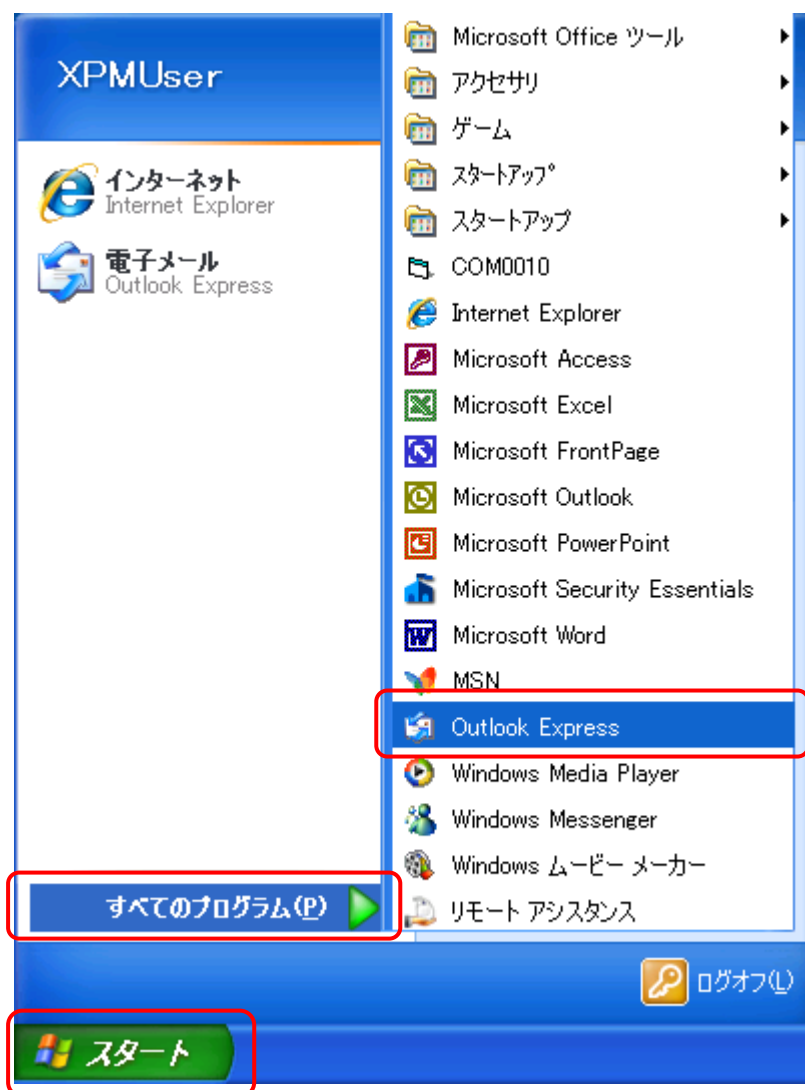 XPMUser
インターネット
Internet Explorer
電子メール
Outlook Express
すべてのプログラム(P)
Microsoft Office ツール
アクセサリ
ゲーム
ｽﾀｰﾄｱｯﾌﾟ
スタートアップ
COM0010
Internet Explorer
Microsoft Access
Microsoft Excel
Microsoft FrontPage
Microsoft Outlook
Microsoft PowerPoint
Microsoft Security Essentials
Microsoft Word
MSN
Outlook Express
Windows Media Player
Windows Messenger
Windows ムービー メーカー
リモート アシスタンス
ログオフ(L)
スタート